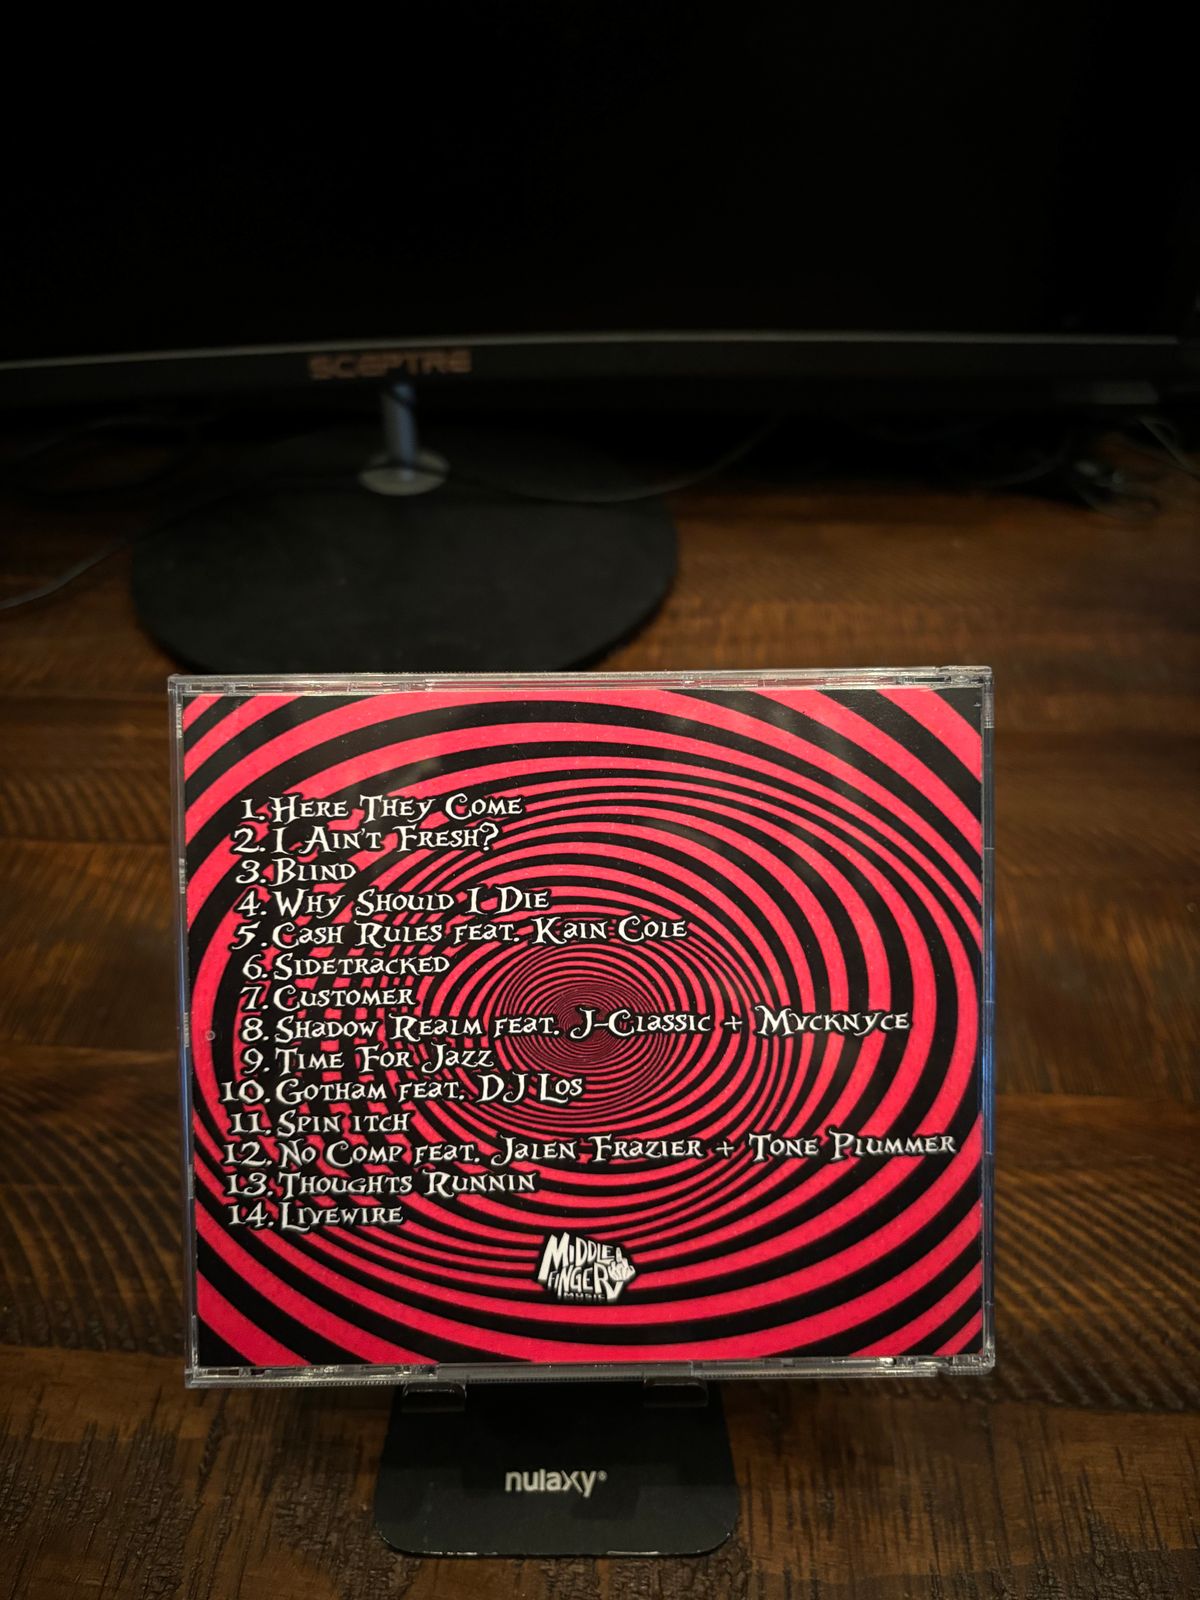 SCEPTRE
1. Here They Come
2. I Ain't Fresh?
3. Blind
4. Why Should I Die
5. Cash Rules feat. Kain Cole
6. Sidetracked
7. Customer
8. Shadow Realm feat. J-Classic + Mvcknyce
9. Time For Jazz
10. Gotham feat. DJ Los
11. Spin itch
12. No Comp feat. Jalen Frazier + Tone Plummer
13. Thoughts Runnin
14. Livewire
MIDDLE
FINGER
MUSIC
nulaxy®